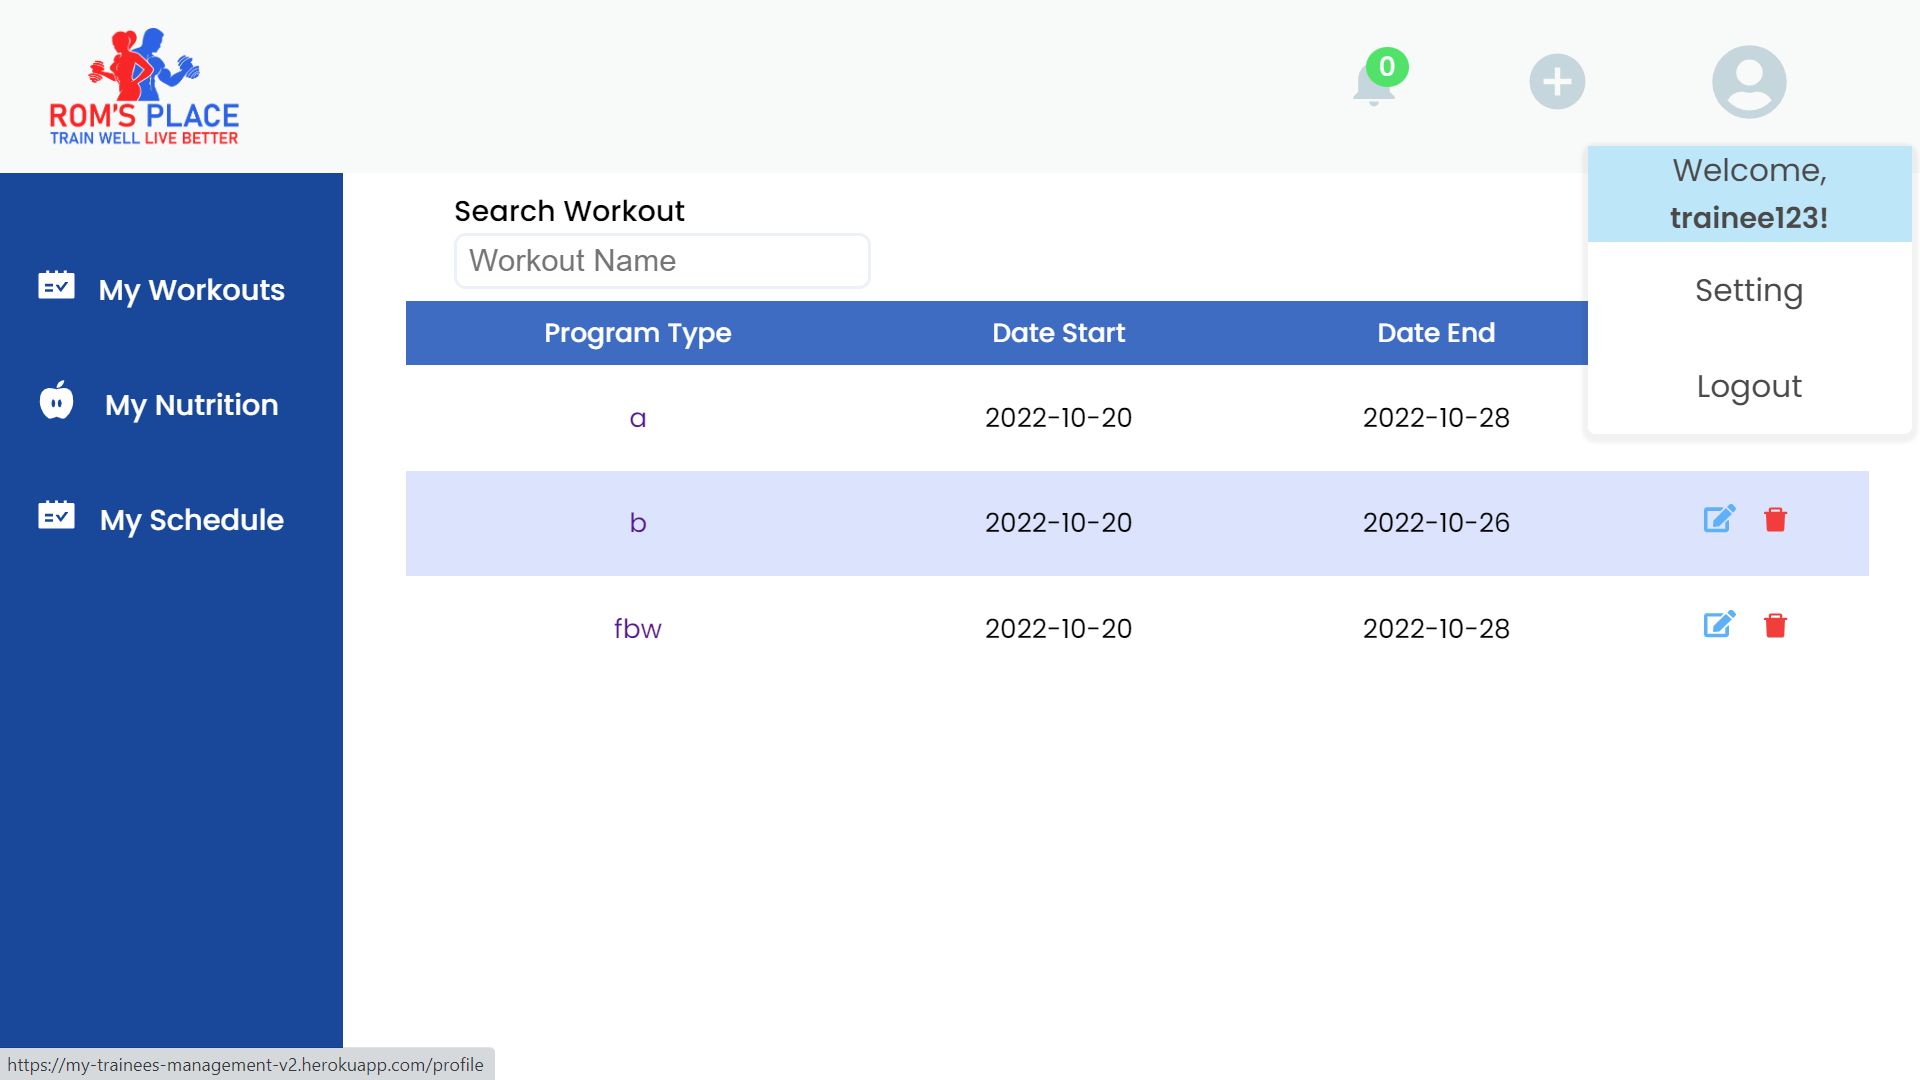 ROM'S PLACE
TRAIN WELL LIVE BETTER
0
Welcome,
trainee123!
Setting
Logout
My Workouts
My Nutrition
My Schedule
Search Workout
Workout Name
Program Type Date Start Date End
a 2022-10-20 2022-10-28
b 2022-10-20 2022-10-26
fbw 2022-10-20 2022-10-28
https://my-trainees-management-v2.herokuapp.com/profile